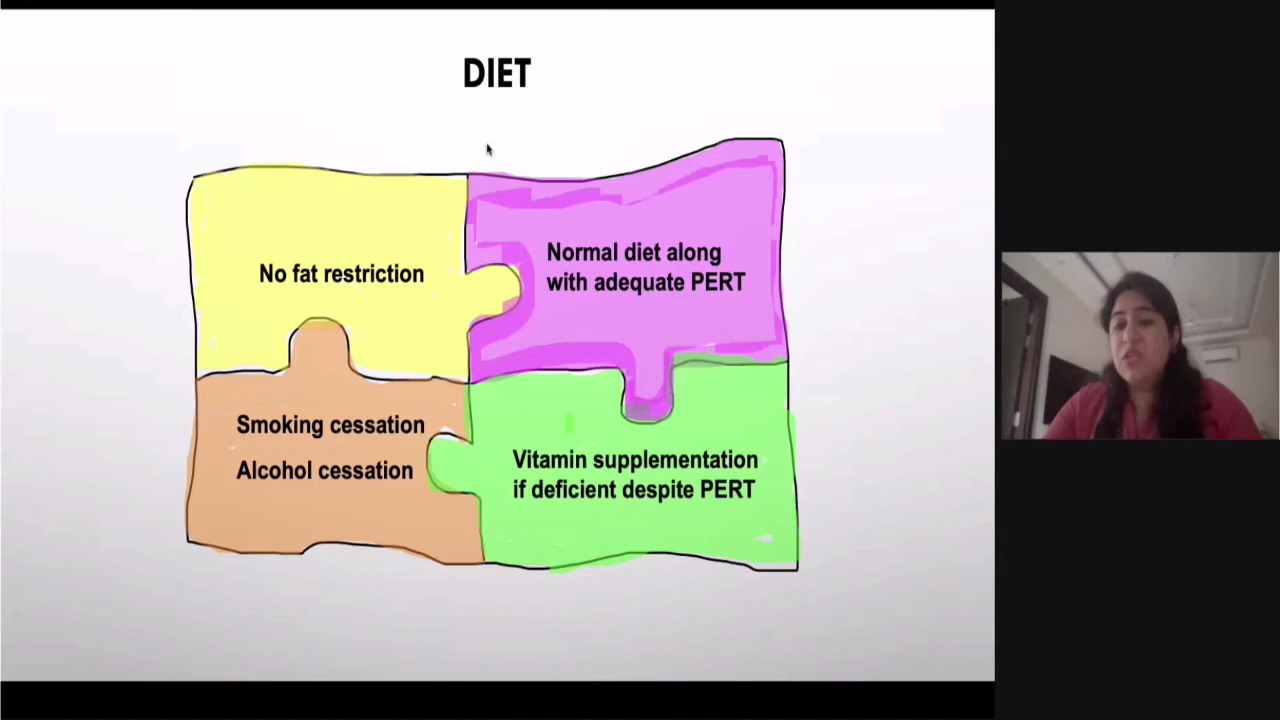 DIET
No fat restriction
Normal diet along
with adequate PERT
Smoking cessation
Alcohol cessation
Vitamin supplementation
if deficient despite PERT